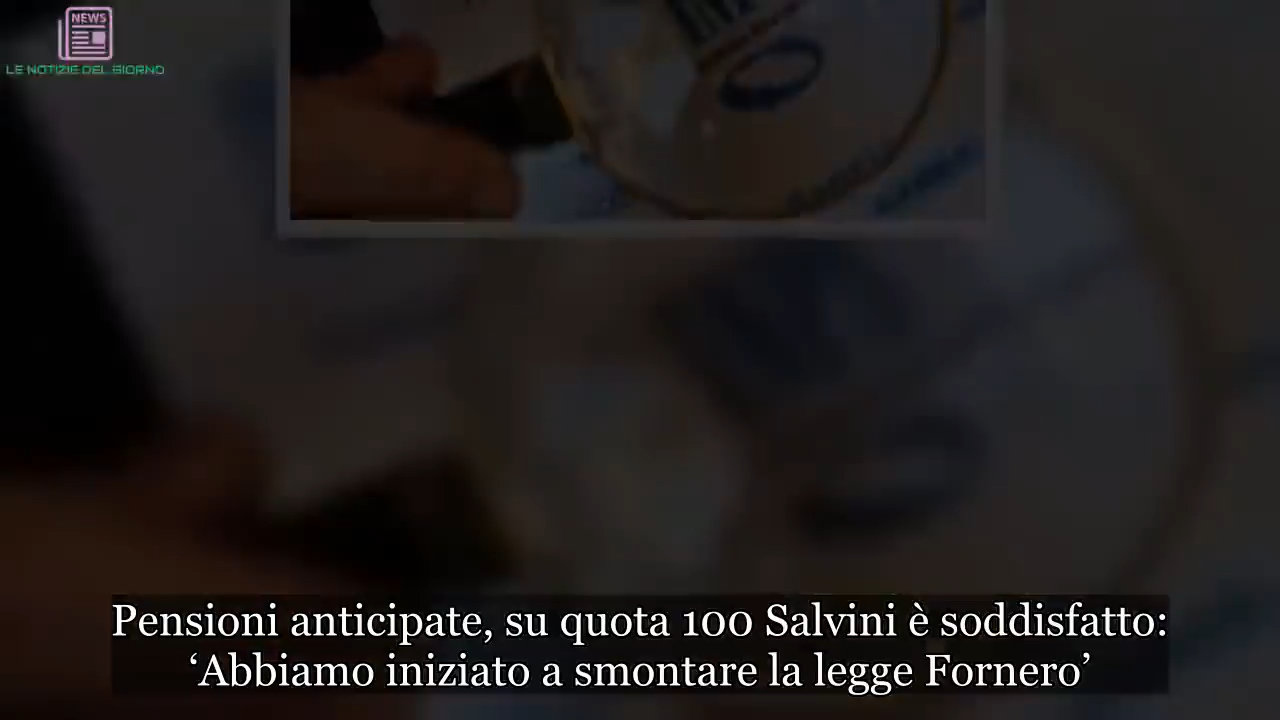 NEWS
LE NOTIZIE DEL GIORNO
Pensioni anticipate, su quota 100 Salvini è soddisfatto:
‘Abbiamo iniziato a smontare la legge Fornero’